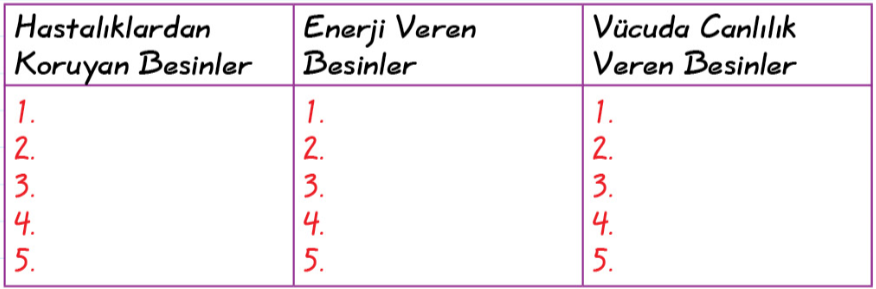 Hastalıklardan
Koruyan Besinler
1.
2.
3.
4.
5.
Enerji Veren
Besinler
1.
2.
3.
4.
5.
Vücuda Canlılık
Veren Besinler
1.
2.
3.
4.
5.